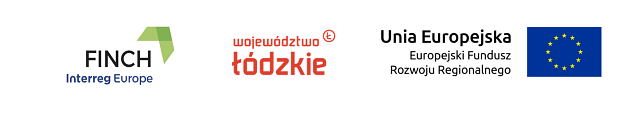 FINCH
Interreg Europe
województwo Ł
łódzkie
Unia Europejska
Europejski Fundusz
Rozwoju Regionalnego